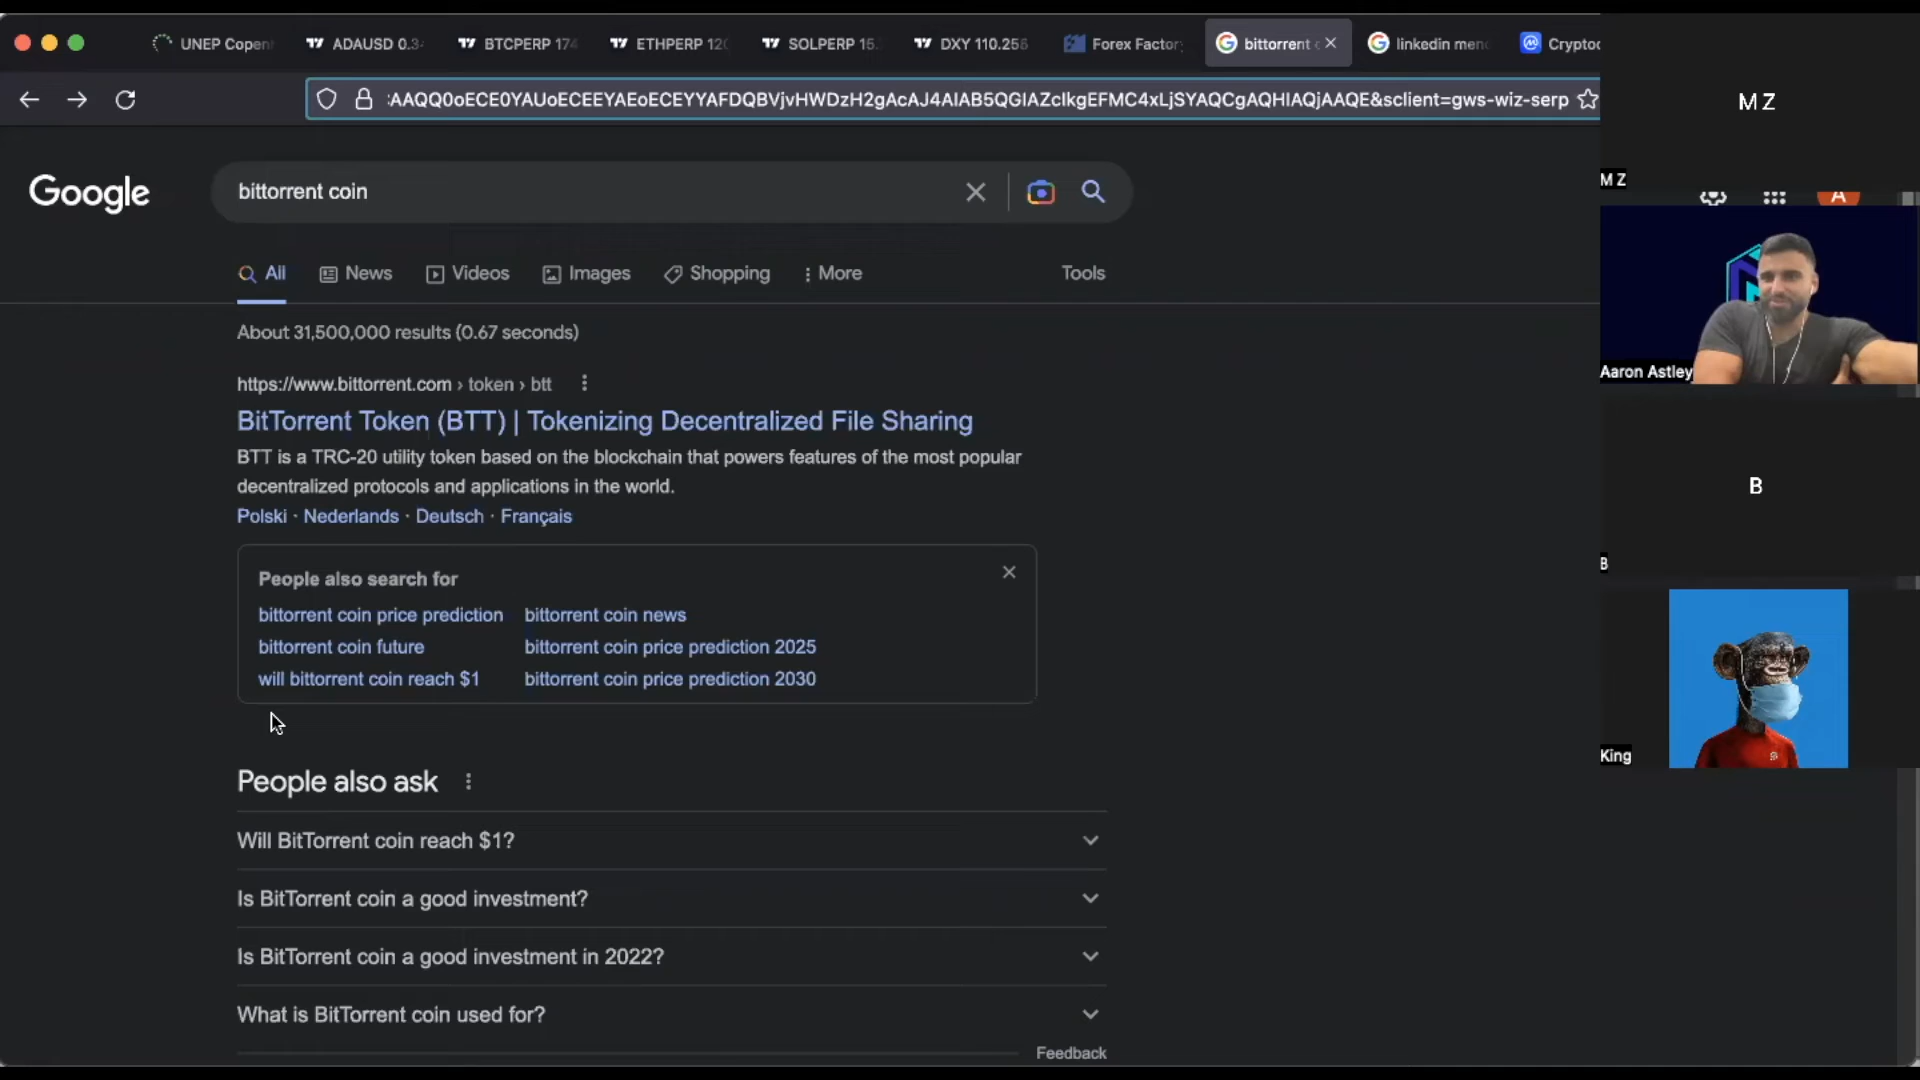 UNEP Copen
ADAUSD 0.3
BTCPERP 174
ETHPERP 120
SOLPERP 15.
DXY 110.256
Forex Factory
bittorrent c
linkedin men
Cryptoc
:AAQQ0oECE0YAUoECEEYAEoECEYYAFDQBVjvHWDzH2gAcAJ4AIAB5QGIAZcIkgEFMC4xLjSYAQCgAQHIAQjAAQE&sclient=gws-wiz-serp
M Z
M Z
Google
bittorrent coin
A
All
News
Videos
Images
Shopping
More
Tools
About 31,500,000 results (0.67 seconds)
Aaron Astley
https://www.bittorrent.com › token › btt
BitTorrent Token (BTT) | Tokenizing Decentralized File Sharing
BTT is a TRC-20 utility token based on the blockchain that powers features of the most popular
decentralized protocols and applications in the world.
Polski · Nederlands · Deutsch · Français
B
B
People also search for
bittorrent coin price prediction
bittorrent coin news
bittorrent coin future
bittorrent coin price prediction 2025
will bittorrent coin reach $1
bittorrent coin price prediction 2030
King
People also ask
Will BitTorrent coin reach $1?
Is BitTorrent coin a good investment?
Is BitTorrent coin a good investment in 2022?
What is BitTorrent coin used for?
Feedback